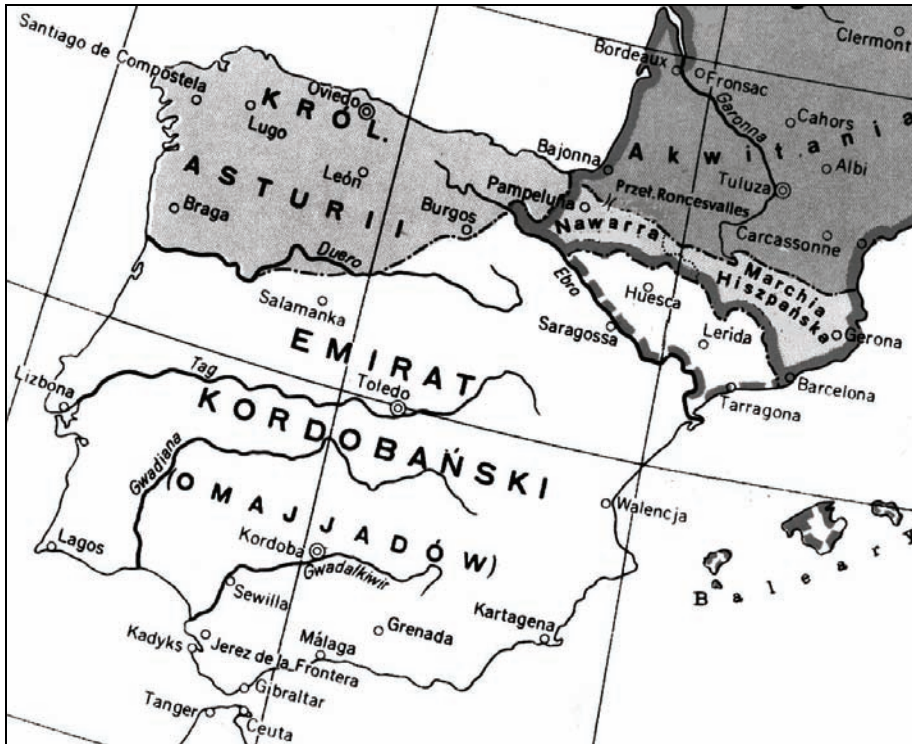 Santiago de
Compostela
Oviedo
Lugo
KRÓL.
ASTURII
León
Braga
Burgos
Duero
Salamanka
Bordeaux
Fronsac
Clermont
Garonna
Cahors
Akwitania
Albi
Bajonna
Tuluza
Pampeluna
Przeł. Roncesvalles
Carcassonne
Nawarra
Marchia
Hiszpańska
Ebro
Huesca
Gerona
Saragossa
Lerida
Barcelona
Tarragona
EMIRAT
KORDOBAŃSKI
(OMAJJADÓW)
Tag
Lizbona
Toledo
Gwadiana
Walencja
Baleary
Lagos
Kordoba
Gwadalkiwir
Sewilla
Grenada
Kartagena
Kadyks
Jerez de la Frontera
Málaga
Gibraltar
Tanger
Ceuta